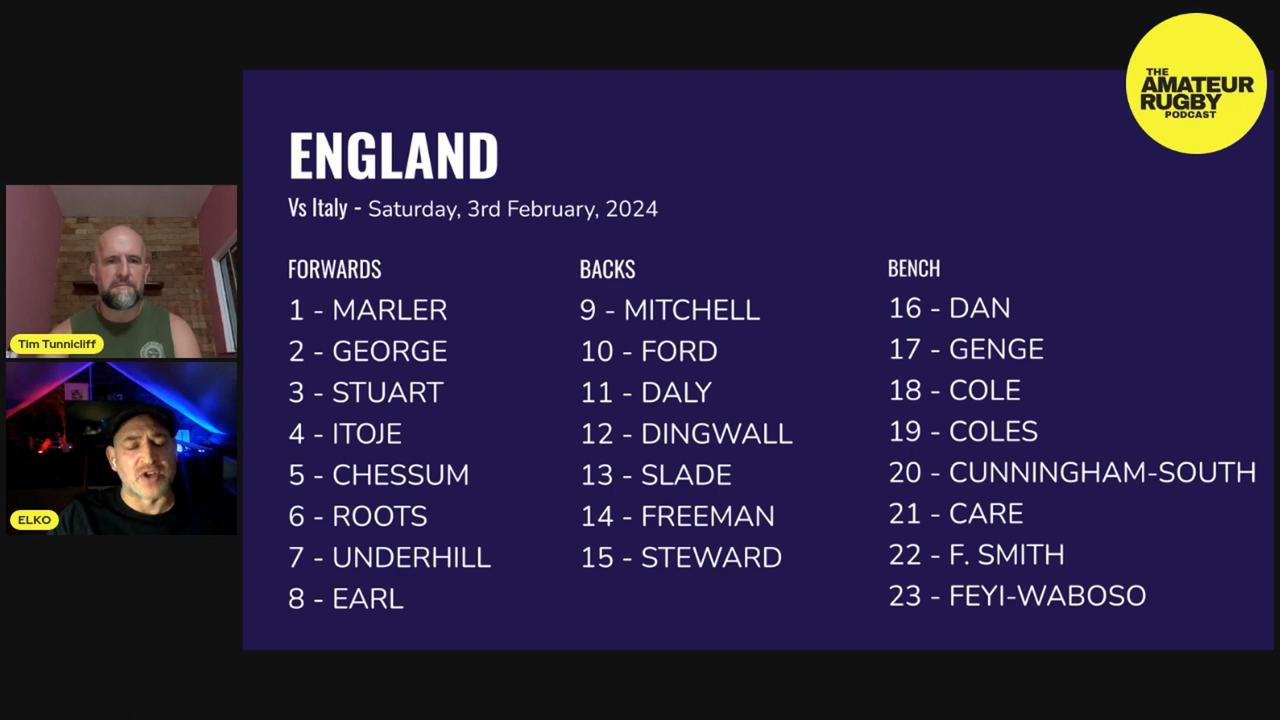 THE
AMATEUR
RUGBY
PODCAST
ENGLAND
Vs Italy - Saturday, 3rd February, 2024
FORWARDS
1 - MARLER
2 - GEORGE
3 - STUART
4 - ITOJE
5 - CHESSUM
6 - ROOTS
7 - UNDERHILL
8 - EARL
BACKS
9 - MITCHELL
10 - FORD
11 - DALY
12 - DINGWALL
13 - SLADE
14 - FREEMAN
15 - STEWARD
BENCH
16 - DAN
17 - GENGE
18 - COLE
19 - COLES
20 - CUNNINGHAM-SOUTH
21 - CARE
22 - F. SMITH
23 - FEYI-WABOSO
Tim Tunnicliff
ELKO